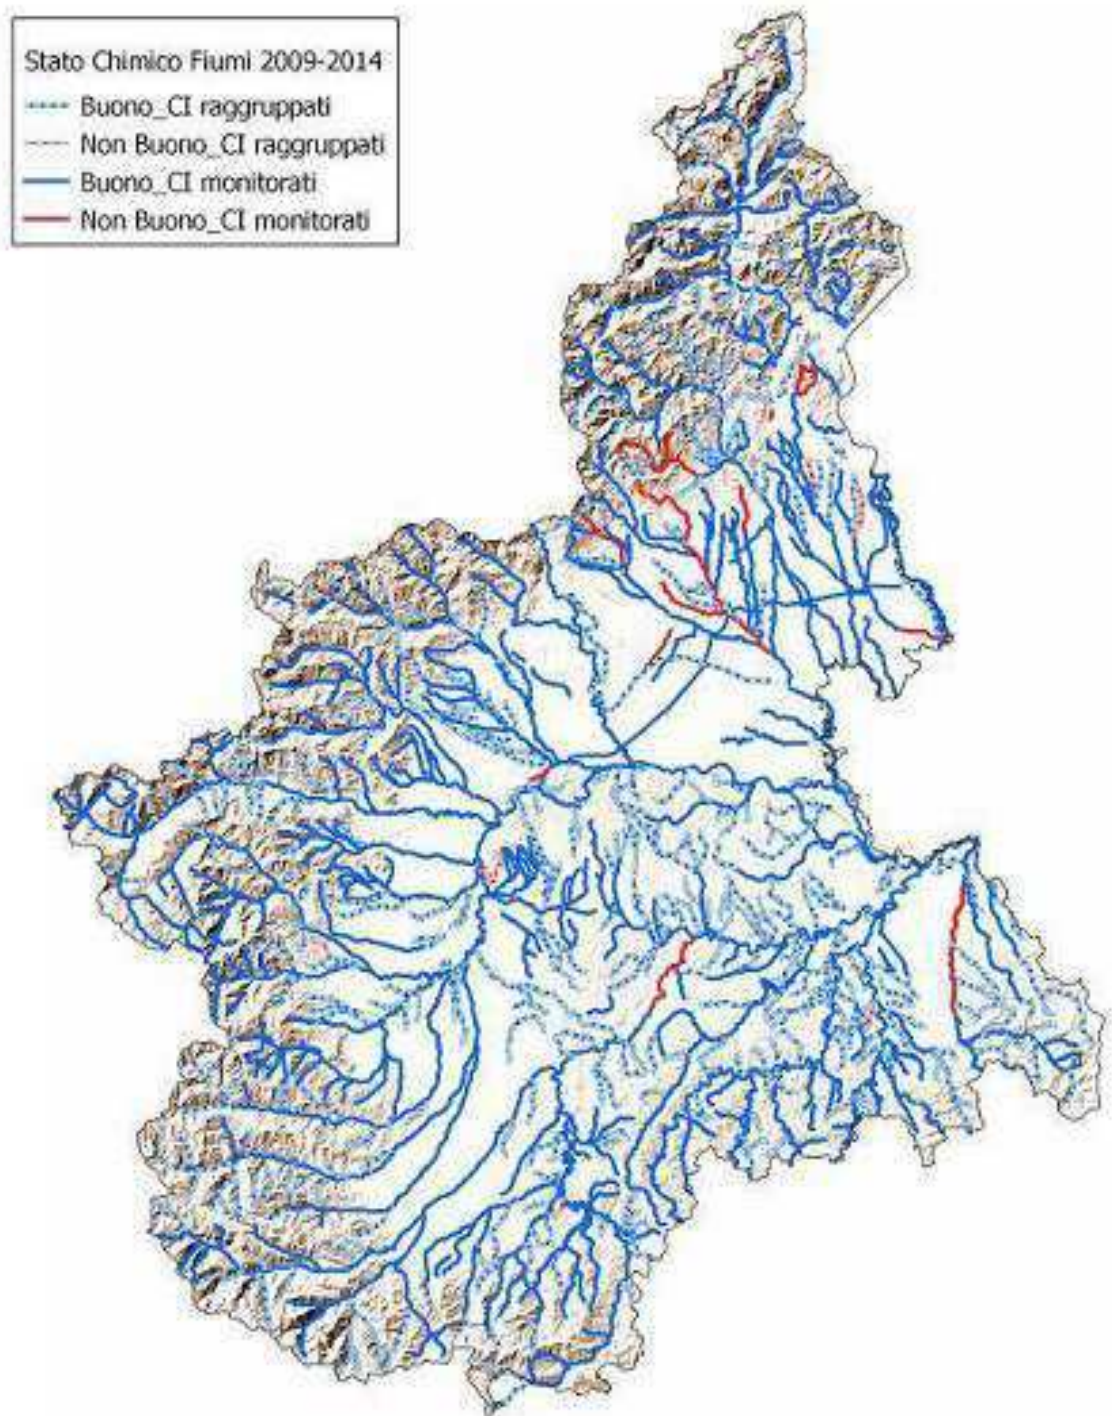 Stato Chimico Fiumi 2009-2014
Buono_CI raggruppati
Non Buono_CI raggruppati
Buono_CI monitorati
Non Buono_CI monitorati